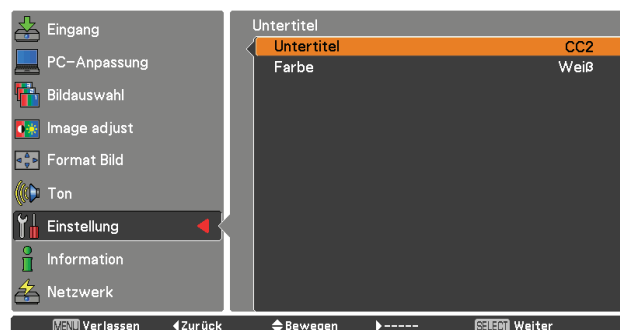 Eingang
PC-Anpassung
Bildauswahl
Image adjust
Format Bild
Ton
Einstellung
Information
Netzwerk
Untertitel
Untertitel CC2
Farbe Weiß
MENU Verlassen Zurück Bewegen ----- SELECT Weiter